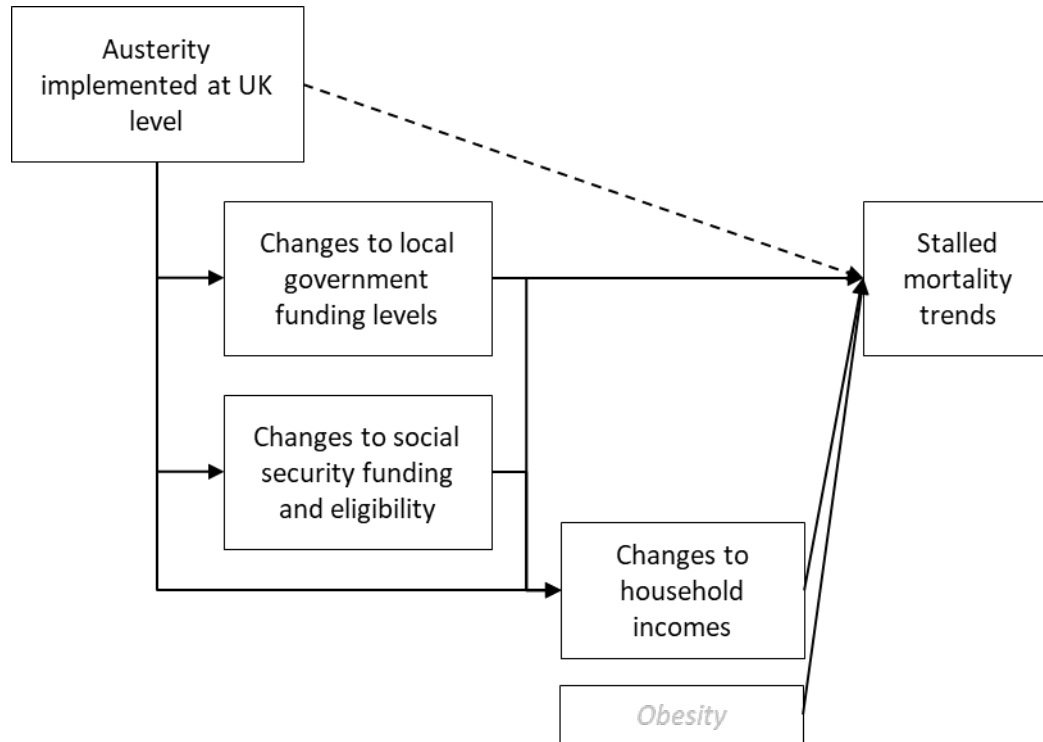 Austerity
implemented at UK
level
Changes to local
government
funding levels
Stalled
mortality
trends
Changes to social
security funding
and eligibility
Changes to
household
incomes
Obesity